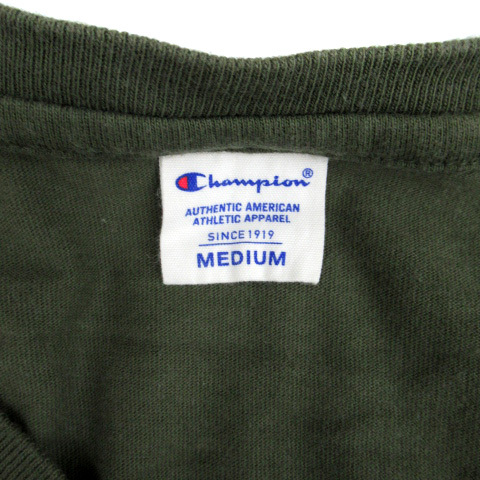 Champion®
AUTHENTIC AMERICAN
ATHLETIC APPAREL
SINCE 1919
MEDIUM